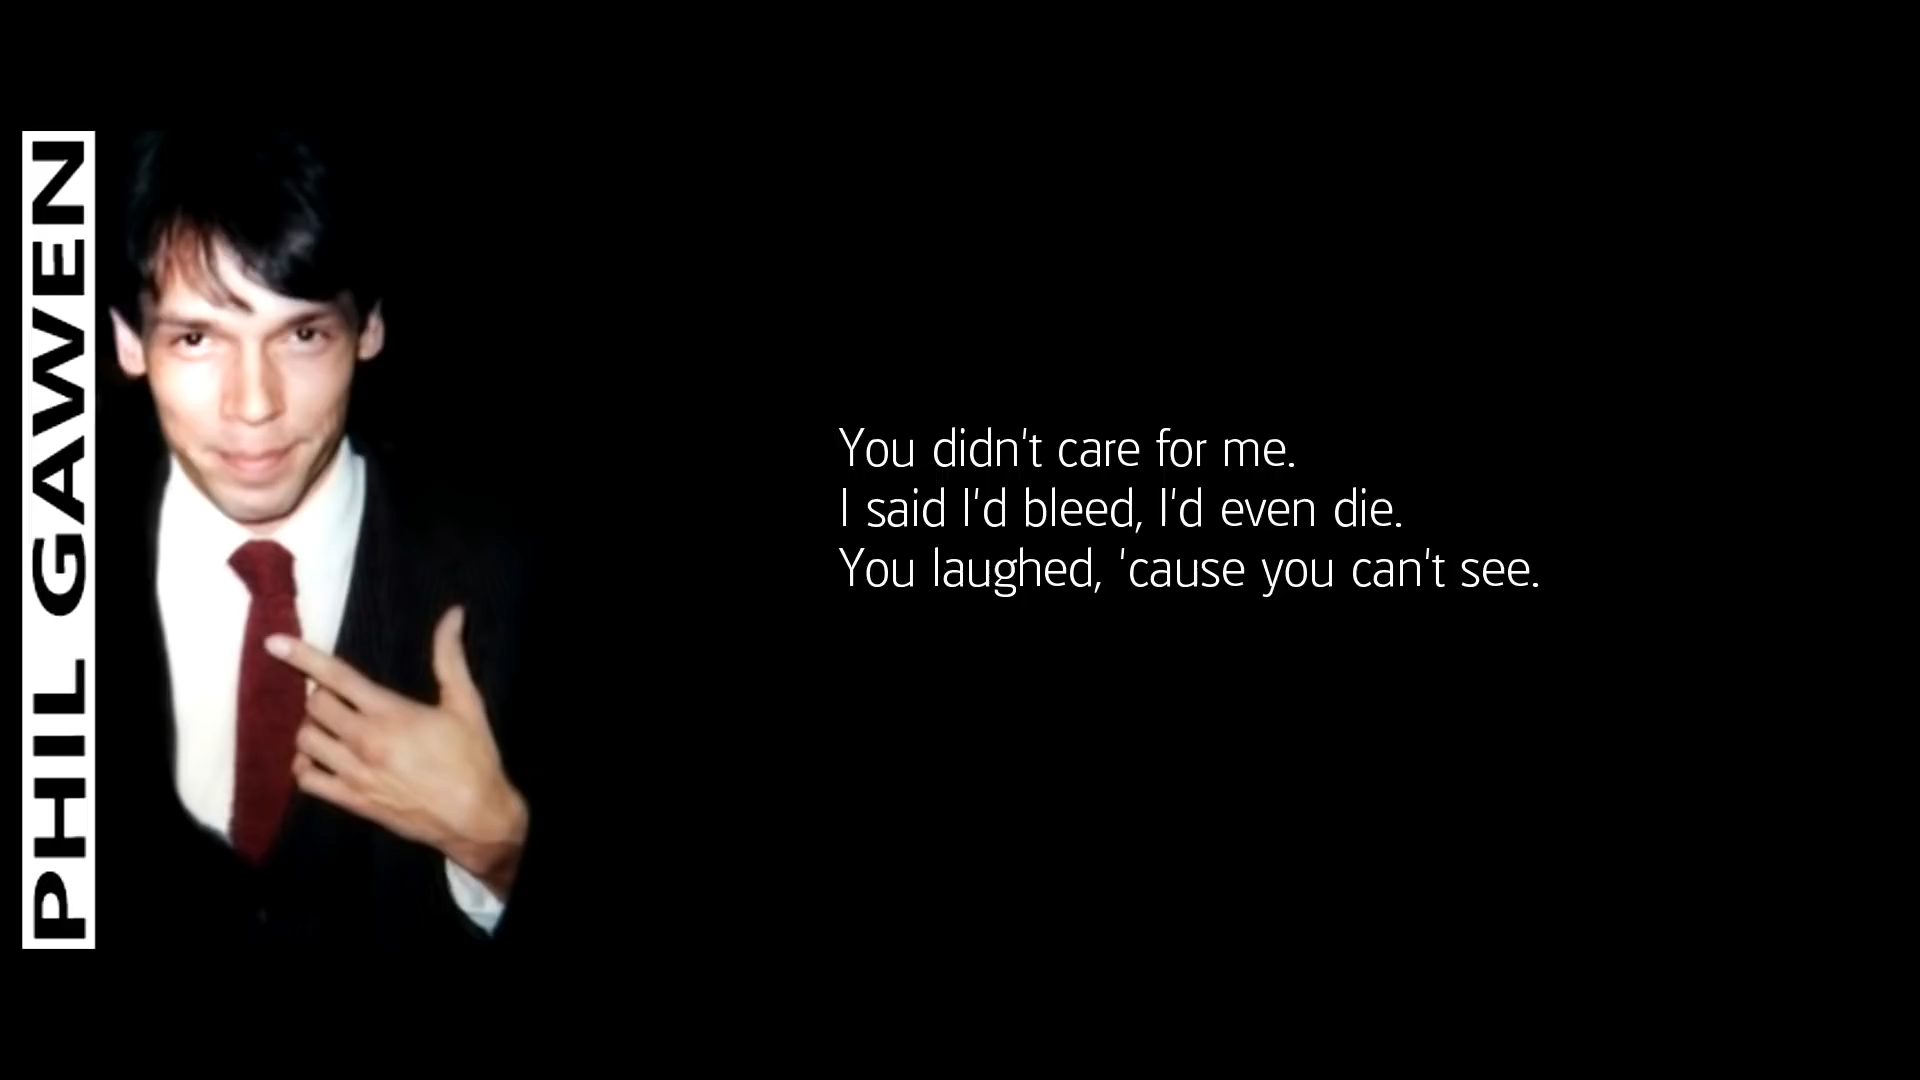 PHIL GAWEN
You didn't care for me.
I said I'd bleed, I'd even die.
You laughed, 'cause you can't see.